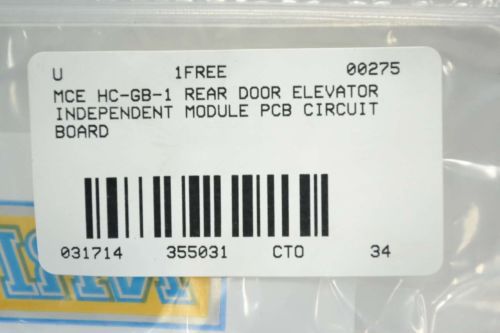 U 1FREE 00275
MCE HC-GB-1 REAR DOOR ELEVATOR
INDEPENDENT MODULE PCB CIRCUIT
BOARD
031714 355031 CTO 34